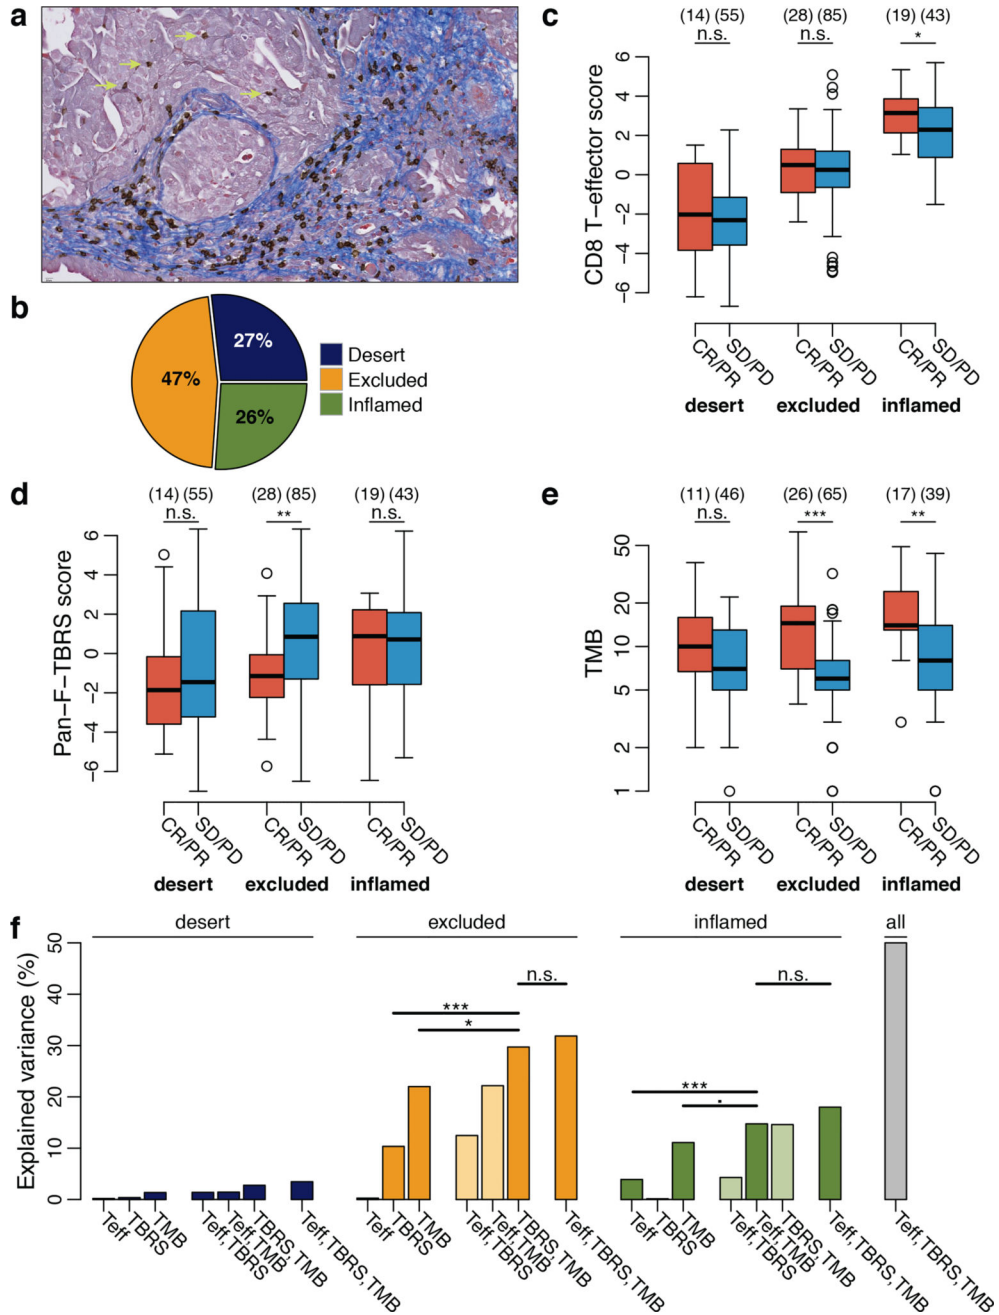 a
b
27%
47%
26%
Desert
Excluded
Inflamed
c
(14) (55) (28) (85) (19) (43)
n.s. n.s. *
CD8 T−effector score
6
4
2
0
−2
−4
−6
CR/PR SD/PD CR/PR SD/PD CR/PR SD/PD
desert excluded inflamed
d
(14) (55) (28) (85) (19) (43)
n.s. ** n.s.
Pan−F−TBRS score
6
4
2
0
−2
−4
−6
CR/PR SD/PD CR/PR SD/PD CR/PR SD/PD
desert excluded inflamed
e
(11) (46) (26) (65) (17) (39)
n.s. *** **
TMB
50
20
10
5
2
1
CR/PR SD/PD CR/PR SD/PD CR/PR SD/PD
desert excluded inflamed
f
desert excluded inflamed all
Explained variance (%)
50
40
30
20
10
0
n.s.
***
*
n.s.
***
.
Teff TBRS TMB Teff, TBRS Teff, TMB TBRS, TMB Teff, TBRS, TMB
Teff TBRS TMB Teff, TBRS Teff, TMB TBRS, TMB Teff, TBRS, TMB
Teff TBRS TMB Teff, TBRS Teff, TMB TBRS, TMB Teff, TBRS, TMB
Teff, TBRS, TMB